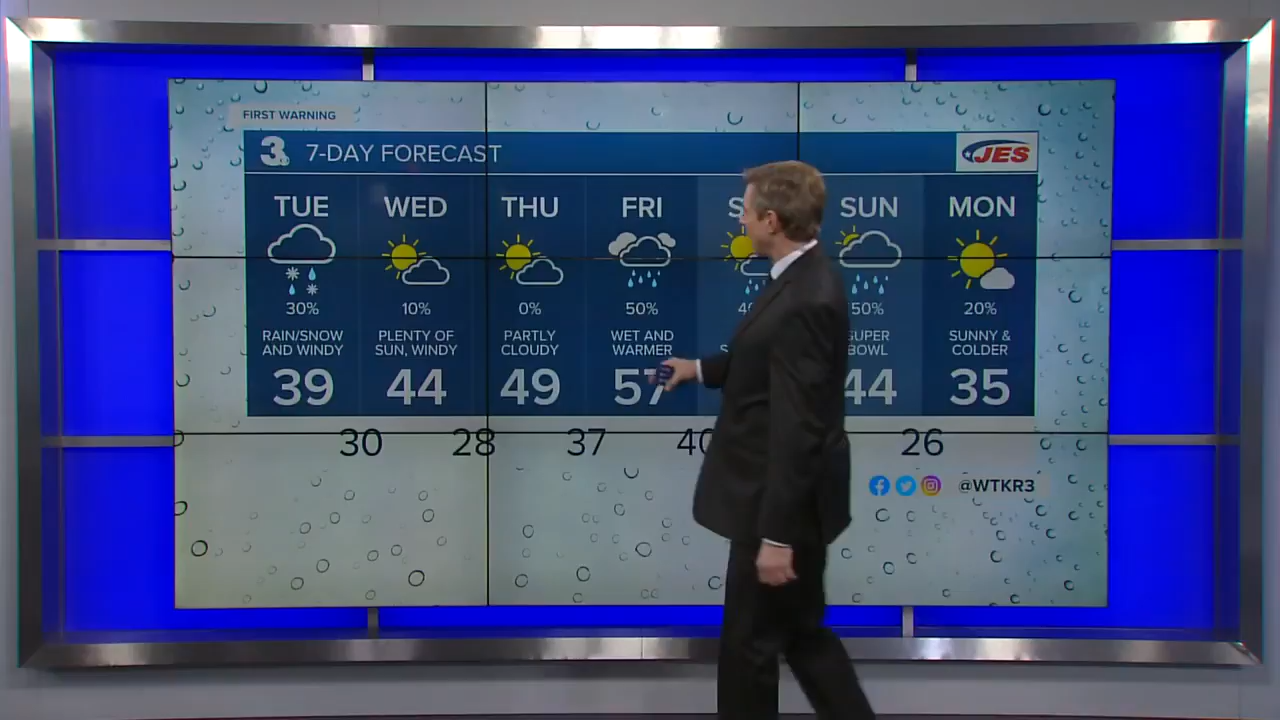 FIRST WARNING
3 7-DAY FORECAST JES
TUE WED THU FRI SUN MON
30% 10% 0% 50% 50% 20%
RAIN/SNOW PLENTY OF PARTLY WET AND SUPER SUNNY &
AND WINDY SUN, WINDY CLOUDY WARMER BOWL COLDER
39 44 49 57 44 35
30 28 37 40 26
@WTKR3